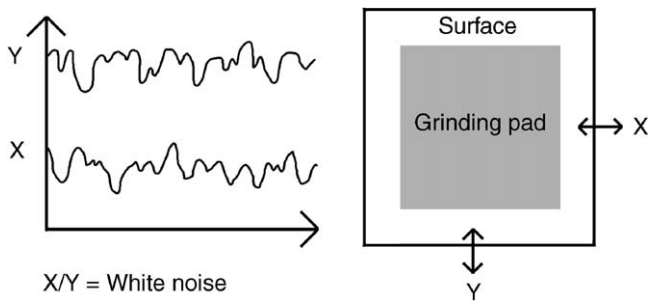 Y
X
X/Y = White noise
Surface
Grinding pad
X
Y